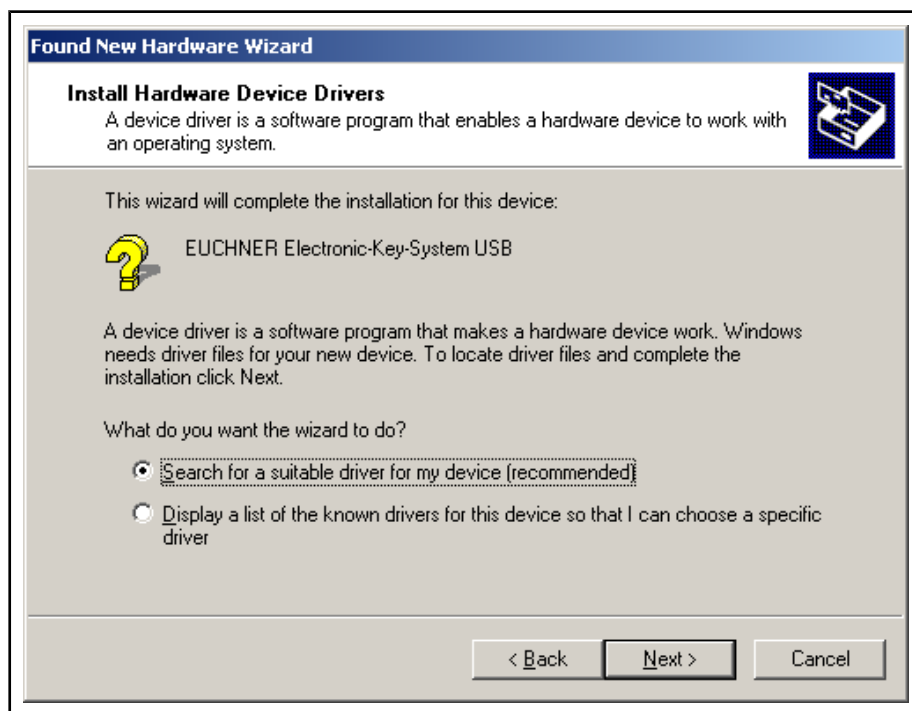 Found New Hardware Wizard
Install Hardware Device Drivers
A device driver is a software program that enables a hardware device to work with
an operating system.
This wizard will complete the installation for this device:
EUCHNER Electronic-Key-System USB
A device driver is a software program that makes a hardware device work. Windows
needs driver files for your new device. To locate driver files and complete the
installation click Next.
What do you want the wizard to do?
Search for a suitable driver for my device (recommended)
Display a list of the known drivers for this device so that I can choose a specific
driver
< Back Next > Cancel